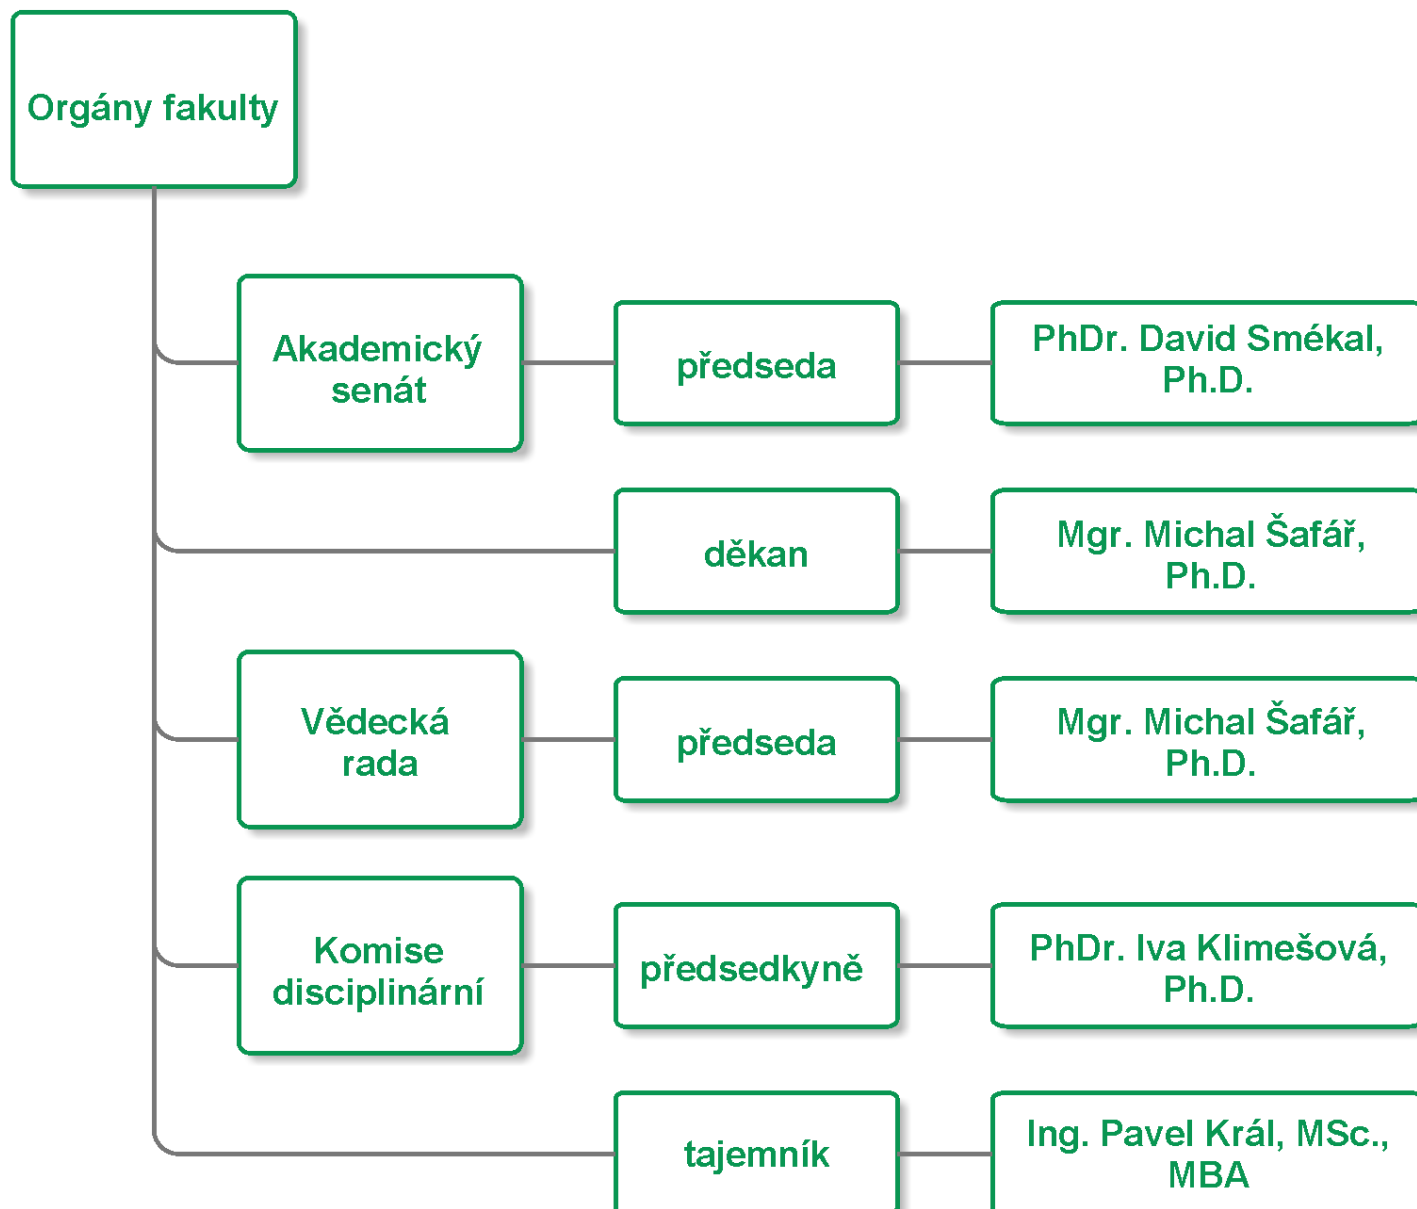 Orgány fakulty
Akademický
senát
předseda
PhDr. David Smékal,
Ph.D.
děkan
Mgr. Michal Šafář,
Ph.D.
Vědecká
rada
předseda
Mgr. Michal Šafář,
Ph.D.
Komise
disciplinární
předsedkyně
PhDr. Iva Klimešová,
Ph.D.
tajemník
Ing. Pavel Král, MSc.,
MBA